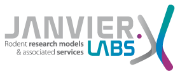 JANVIER
LABS
Rodent research models
& associated services